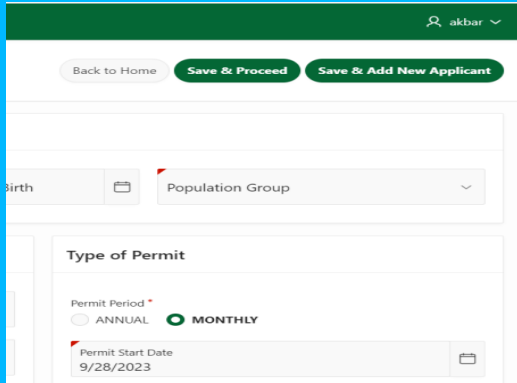 akbar
Back to Home Save & Proceed Save & Add New Applicant
Birth Population Group
Type of Permit
Permit Period *
ANNUAL MONTHLY
Permit Start Date
9/28/2023